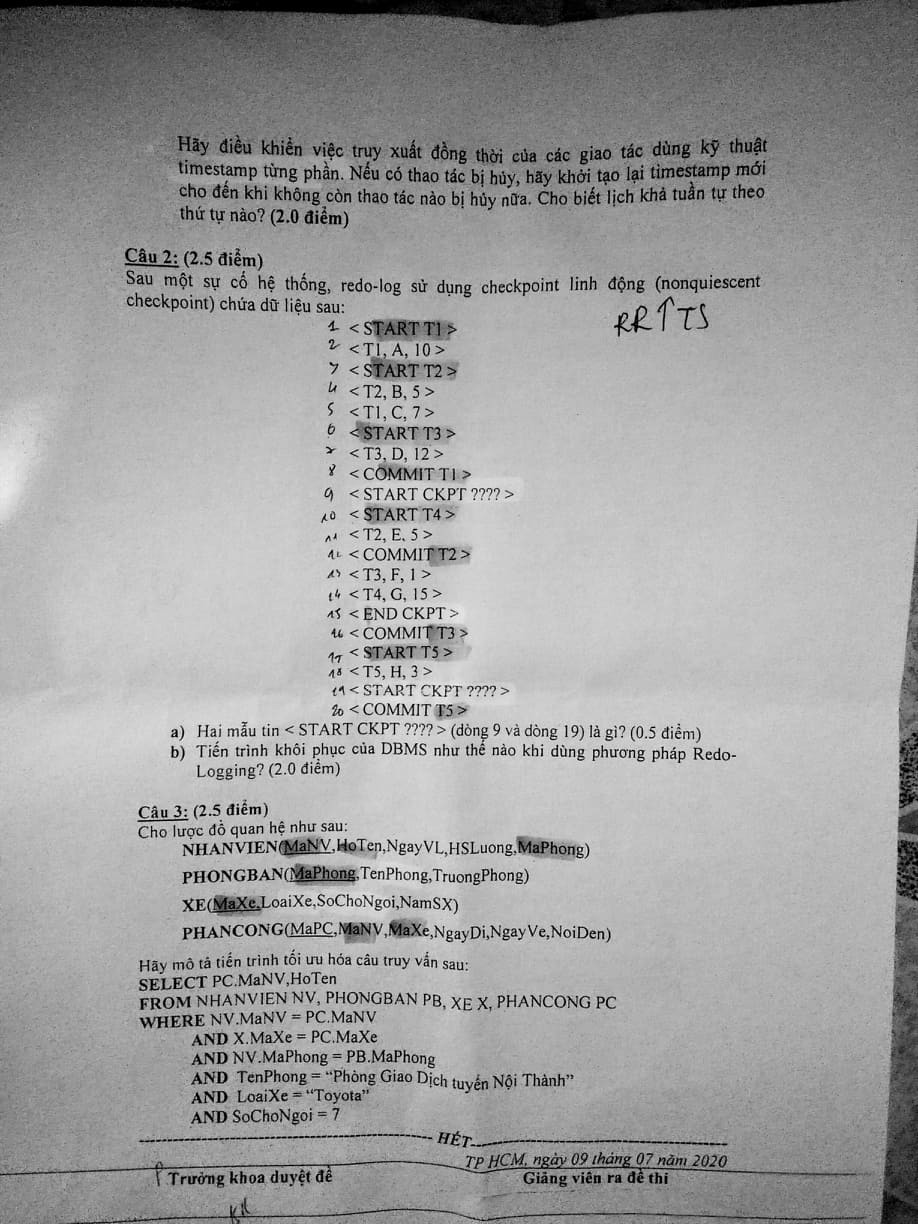 Hãy điều khiển việc truy xuất đồng thời của các giao tác dùng kỹ thuật
timestamp từng phần. Nếu có thao tác bị hủy, hãy khởi tạo lại timestamp mới
cho đến khi không còn thao tác nào bị hủy nữa. Cho biết lịch khả tuần tự theo
thứ tự nào? (2.0 điểm)
Câu 2: (2.5 điểm)
Sau một sự cố hệ thống, redo-log sử dụng checkpoint linh động (nonquiescent
checkpoint) chứa dữ liệu sau:
RR↑TS
1 < START T1 >
2 < T1, A, 10 >
3 < START T2 >
4 < T2, B, 5 >
5 < T1, C, 7 >
6 < START T3 >
7 < T3, D, 12 >
8 < COMMIT T1 >
9 < START CKPT ???? >
10 < START T4 >
11 < T2, E, 5 >
12 < COMMIT T2 >
13 < T3, F, 1 >
14 < T4, G, 15 >
15 < END CKPT >
16 < COMMIT T3 >
17 < START T5 >
18 < T5, H, 3 >
19 < START CKPT ???? >
20 < COMMIT T5 >
a) Hai mẫu tin < START CKPT ???? > (dòng 9 và dòng 19) là gì? (0.5 điểm)
b) Tiến trình khôi phục của DBMS như thế nào khi dùng phương pháp Redo-
Logging? (2.0 điểm)
Câu 3: (2.5 điểm)
Cho lược đồ quan hệ như sau:
NHANVIEN(MaNV,HoTen,NgayVL,HSLuong,MaPhong)
PHONGBAN(MaPhong,TenPhong,TruongPhong)
XE(MaXe,LoaiXe,SoChoNgoi,NamSX)
PHANCONG(MaPC,MaNV,MaXe,NgayDi,NgayVe,NoiDen)
Hãy mô tả tiến trình tối ưu hóa câu truy vấn sau:
SELECT PC.MaNV,HoTen
FROM NHANVIEN NV, PHONGBAN PB, XE X, PHANCONG PC
WHERE NV.MaNV = PC.MaNV
AND X.MaXe = PC.MaXe
AND NV.MaPhong = PB.MaPhong
AND TenPhong = "Phòng Giao Dịch tuyến Nội Thành"
AND LoaiXe = "Toyota"
AND SoChoNgoi = 7
HẾT
TP HCM, ngày 09 tháng 07 năm 2020
Trưởng khoa duyệt đề
Giảng viên ra đề thi